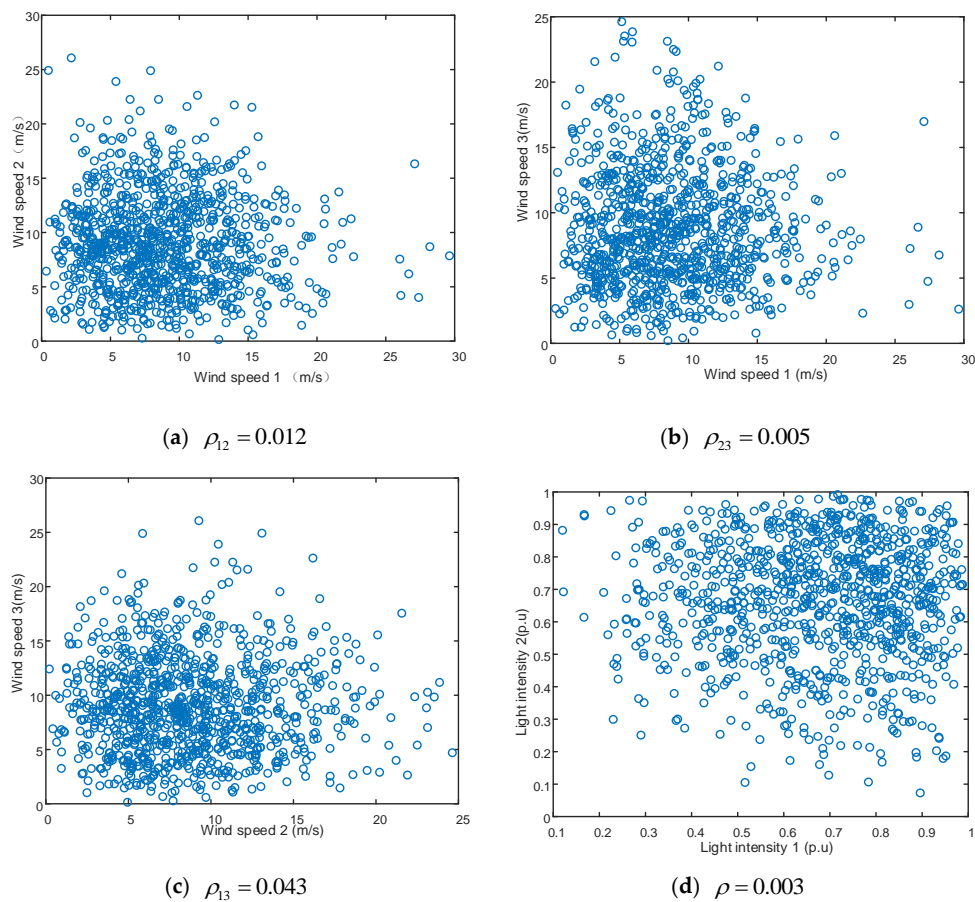 30
25
20
15
10
5
0
Wind speed 2 （m/s）
0 5 10 15 20 25 30
Wind speed 1 （m/s）
(a) ρ12 = 0.012
25
20
15
10
5
0
Wind speed 3(m/s)
0 5 10 15 20 25 30
Wind speed 1 (m/s)
(b) ρ23 = 0.005
30
25
20
15
10
5
0
Wind speed 3(m/s)
0 5 10 15 20 25
Wind speed 2 (m/s)
(c) ρ13 = 0.043
1
0.9
0.8
0.7
0.6
0.5
0.4
0.3
0.2
0.1
0
Light intensity 2(p.u)
0.1 0.2 0.3 0.4 0.5 0.6 0.7 0.8 0.9 1
Light intensity 1 (p.u)
(d) ρ = 0.003